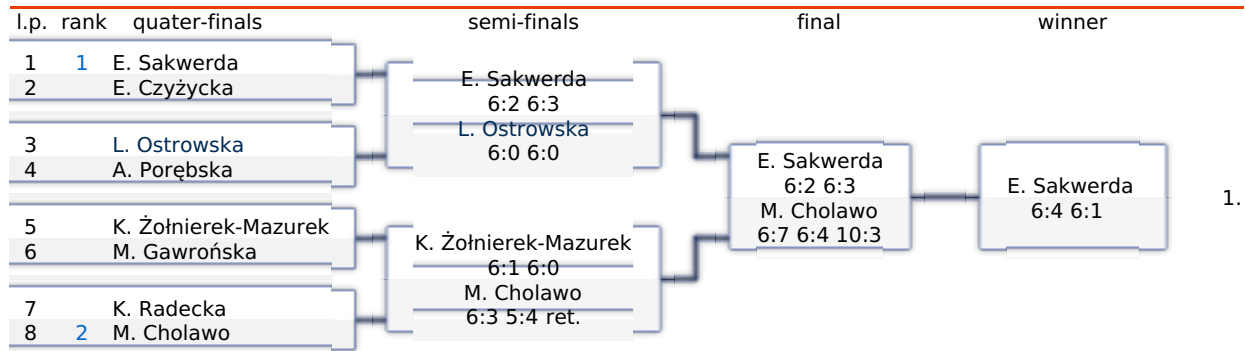 l.p. rank quater-finals semi-finals final winner
1 1 E. Sakwerda
2 E. Czyżycka
3 L. Ostrowska
4 A. Porębska
5 K. Żołnierek-Mazurek
6 M. Gawrońska
7 K. Radecka
8 2 M. Cholawo
E. Sakwerda
6:2 6:3
L. Ostrowska
6:0 6:0
K. Żołnierek-Mazurek
6:1 6:0
M. Cholawo
6:3 5:4 ret.
E. Sakwerda
6:2 6:3
M. Cholawo
6:7 6:4 10:3
E. Sakwerda
6:4 6:1
1.